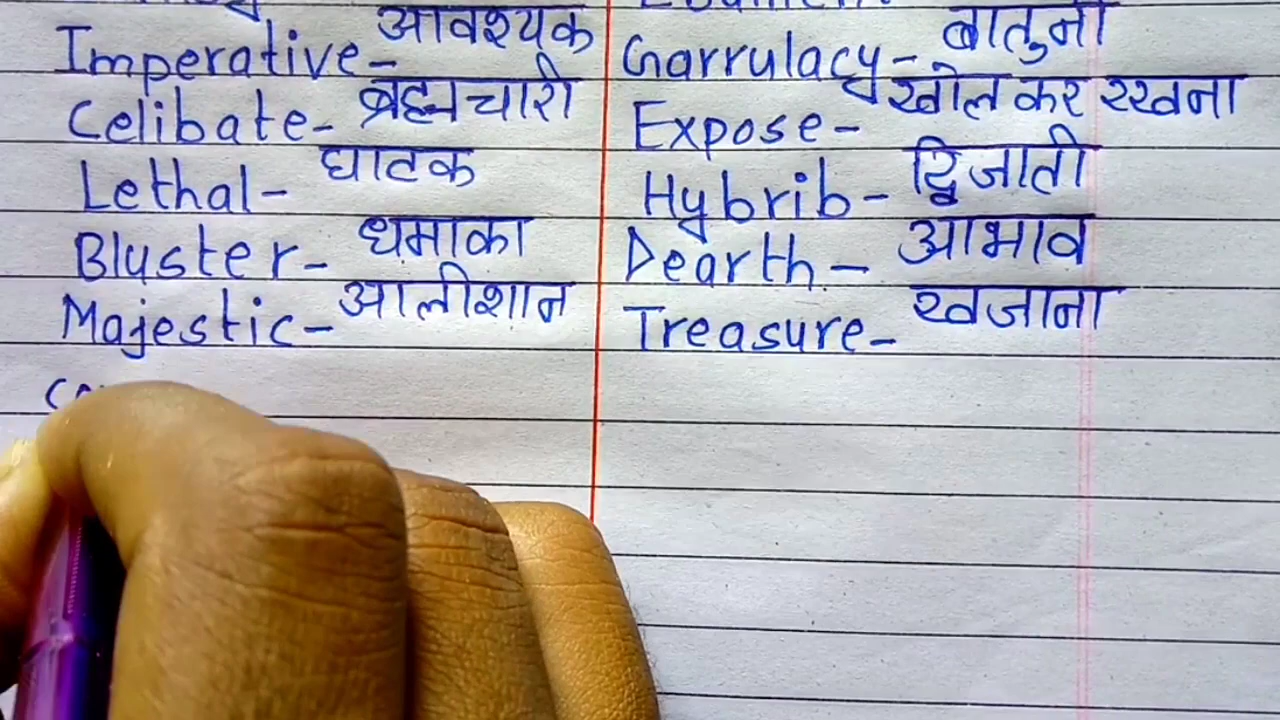 Imperative- आवश्यक
Celibate- ब्रह्मचारी
Lethal- घाटक
Bluster- धमाका
Majestic- आलीशान
Garrulacy- बातुनी
Expose- खोल कर रखना
Hybrib- द्विजाती
Dearth- आभाव
Treasure- खजाना